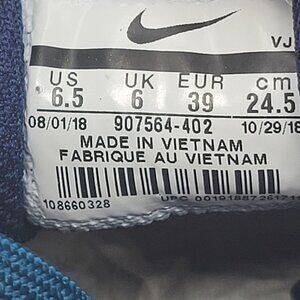 VJ
US UK EUR cm
6.5 6 39 24.5
08/01/18 907564-402 10/29/18
MADE IN VIETNAM
FABRIQUE AU VIETNAM
108660328 UPC